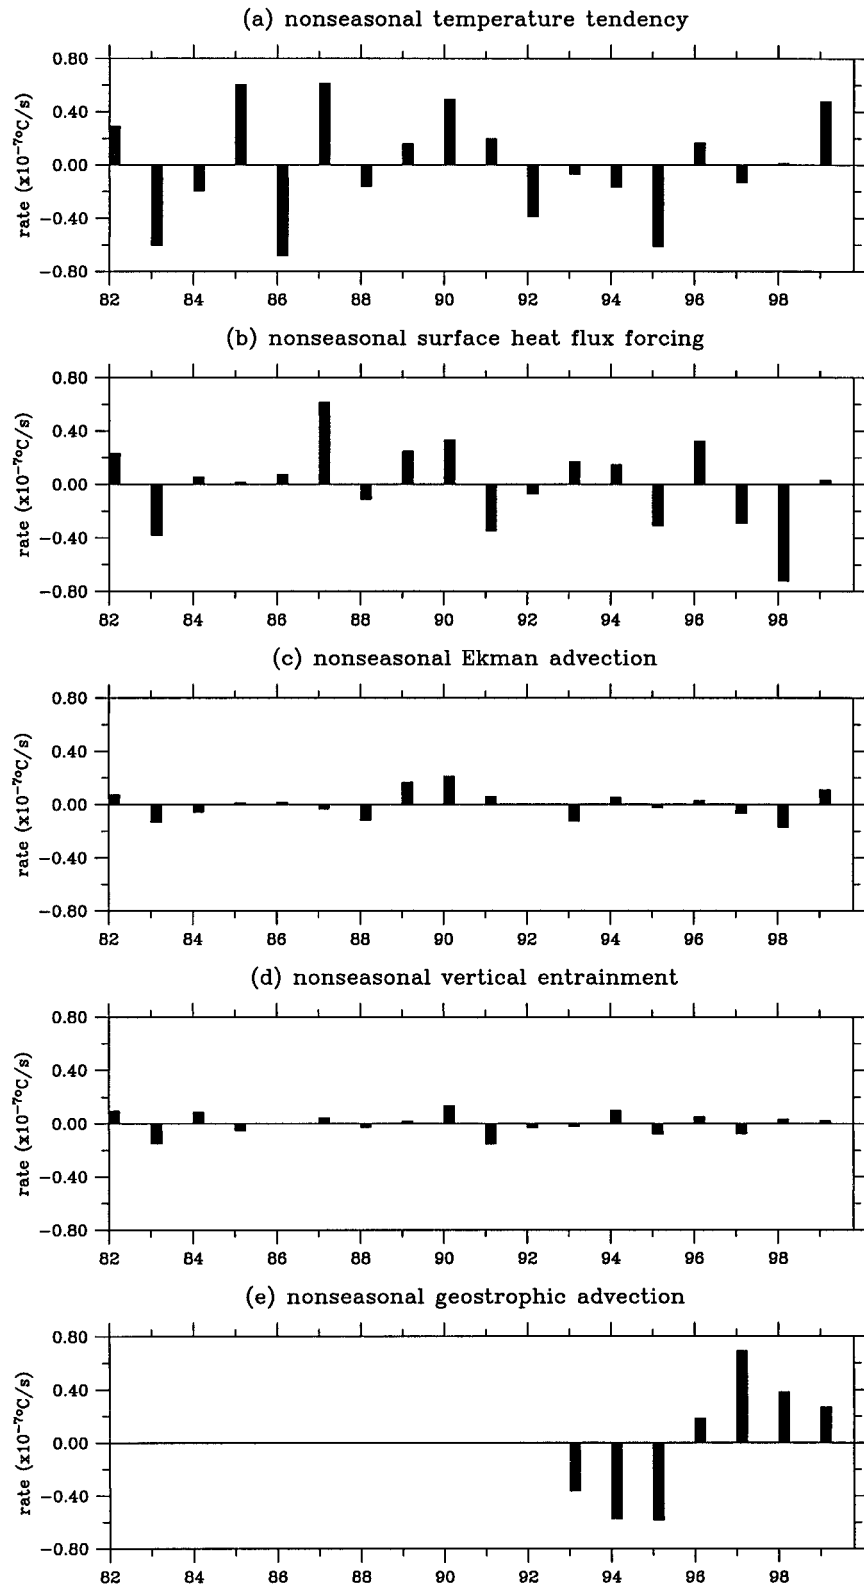 (a) nonseasonal temperature tendency
rate (x10⁻⁷°C/s)
0.80
0.40
0.00
−0.40
−0.80
82 84 86 88 90 92 94 96 98
(b) nonseasonal surface heat flux forcing
rate (x10⁻⁷°C/s)
0.80
0.40
0.00
−0.40
−0.80
82 84 86 88 90 92 94 96 98
(c) nonseasonal Ekman advection
rate (x10⁻⁷°C/s)
0.80
0.40
0.00
−0.40
−0.80
82 84 86 88 90 92 94 96 98
(d) nonseasonal vertical entrainment
rate (x10⁻⁷°C/s)
0.80
0.40
0.00
−0.40
−0.80
82 84 86 88 90 92 94 96 98
(e) nonseasonal geostrophic advection
rate (x10⁻⁷°C/s)
0.80
0.40
0.00
−0.40
−0.80
82 84 86 88 90 92 94 96 98